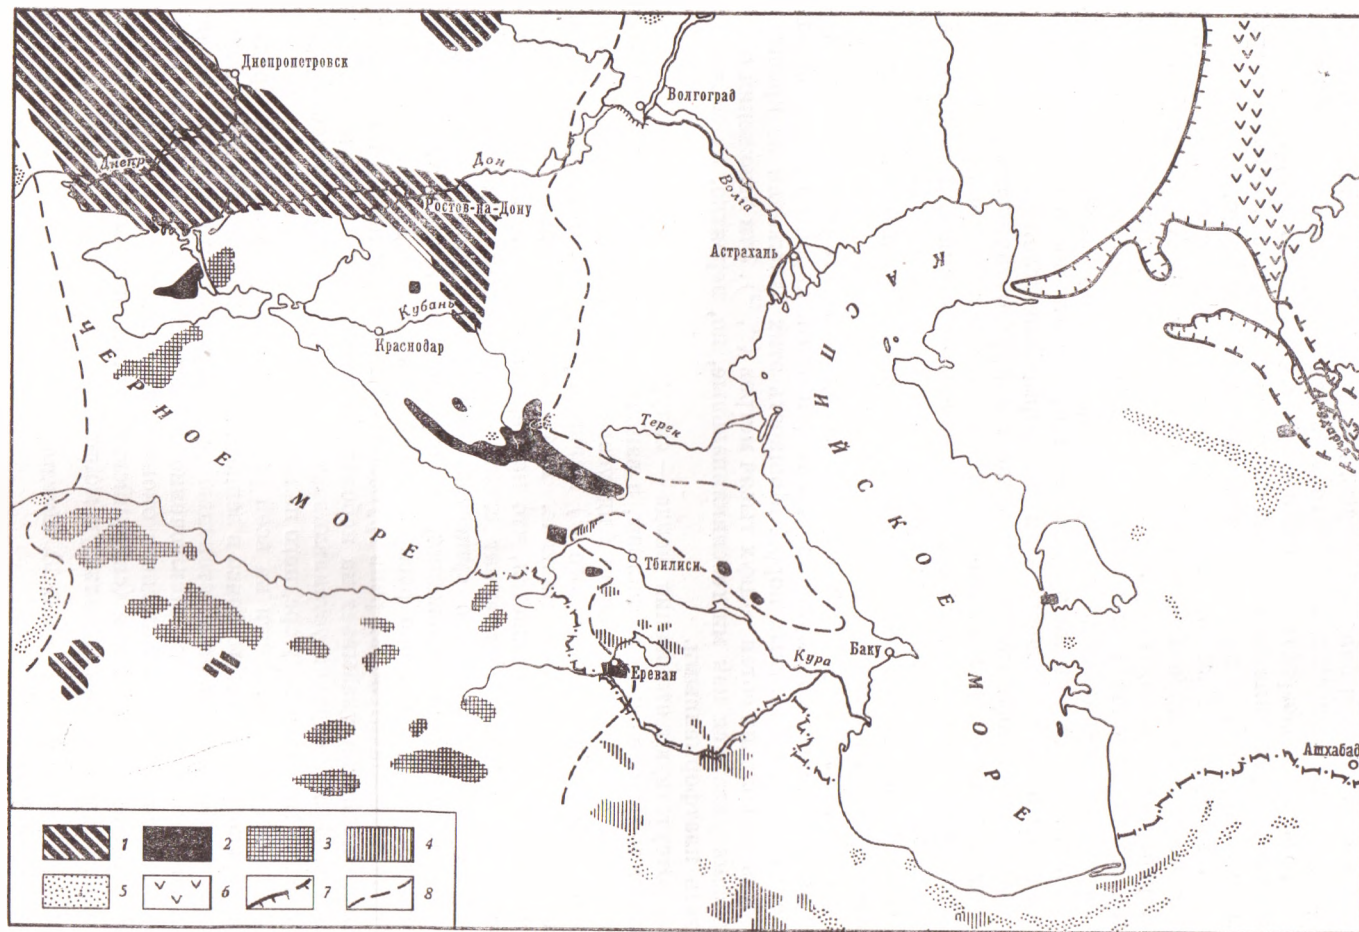 Днепропетровск
Волгоград
Днепр
Дон
Волга
Ростов-на-Дону
Астрахань
Кубань
Краснодар
ЧЕРНОЕ МОРЕ
КАСПИЙСКОЕ МОРЕ
Терек
Амударья
Тбилиси
Баку
Кура
Ереван
Ашхабад
1 2 3 4
5 6 7 8